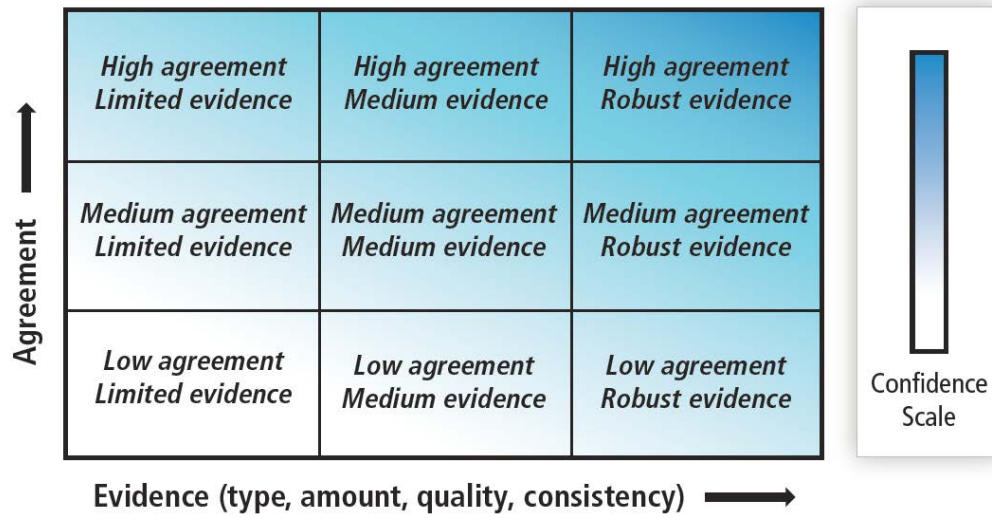 High agreement
Limited evidence
High agreement
Medium evidence
High agreement
Robust evidence
Medium agreement
Limited evidence
Medium agreement
Medium evidence
Medium agreement
Robust evidence
Low agreement
Limited evidence
Low agreement
Medium evidence
Low agreement
Robust evidence
Agreement
Evidence (type, amount, quality, consistency)
Confidence
Scale